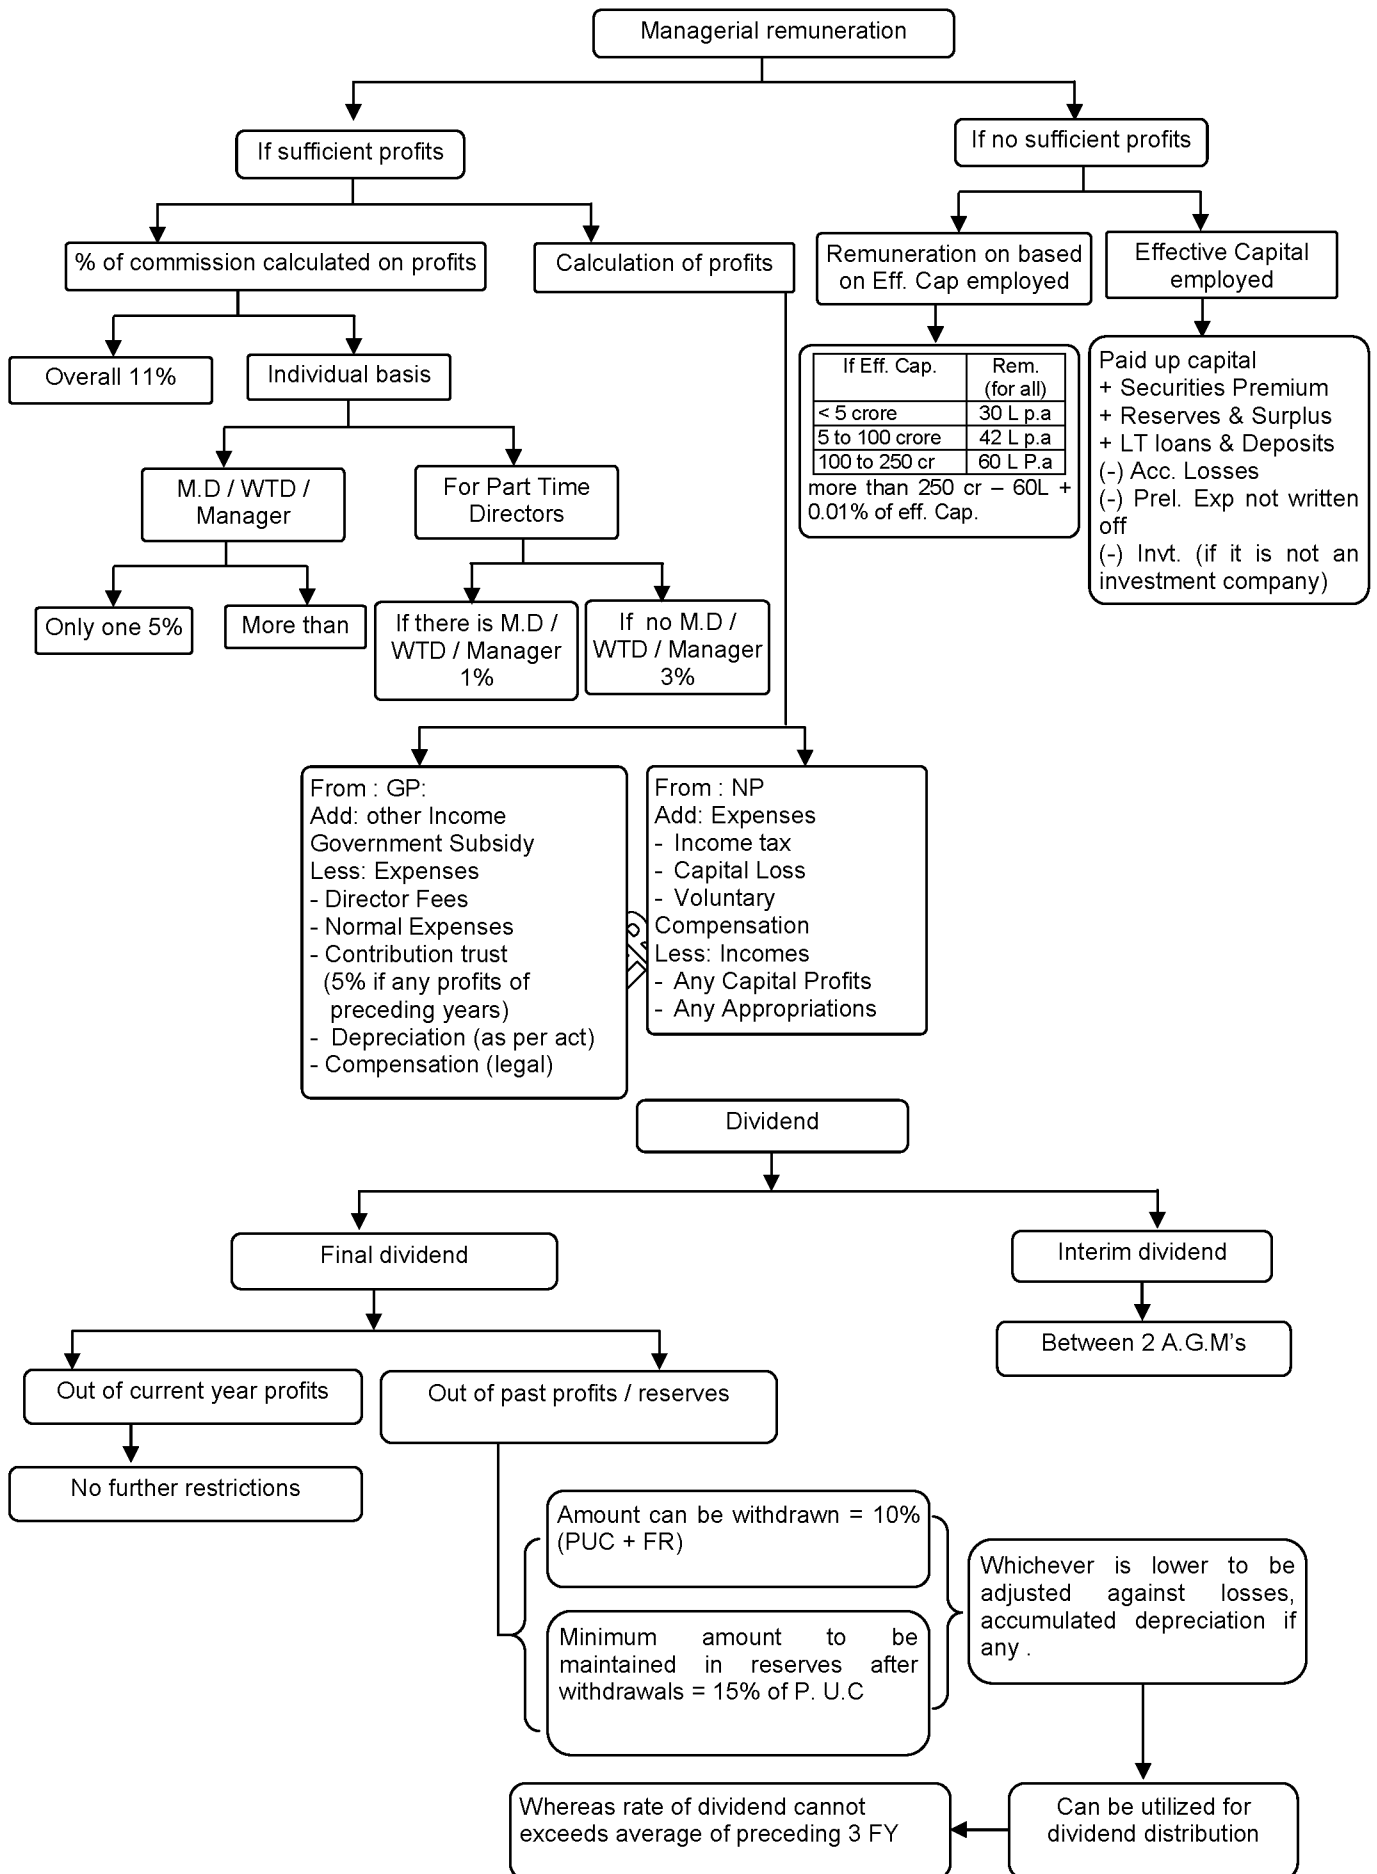 Managerial remuneration
If sufficient profits
If no sufficient profits
% of commission calculated on profits
Calculation of profits
Remuneration on based
on Eff. Cap employed
Effective Capital
employed
Overall 11%
Individual basis
If Eff. Cap.
Rem.
(for all)
< 5 crore
30 L p.a
5 to 100 crore
42 L p.a
100 to 250 cr
60 L P.a
more than 250 cr – 60L +
0.01% of eff. Cap.
Paid up capital
+ Securities Premium
+ Reserves & Surplus
+ LT loans & Deposits
(-) Acc. Losses
(-) Prel. Exp not written
off
(-) Invt. (if it is not an
investment company)
M.D / WTD /
Manager
For Part Time
Directors
Only one 5%
More than
If there is M.D /
WTD / Manager
1%
If no M.D /
WTD / Manager
3%
From : GP:
Add: other Income
Government Subsidy
Less: Expenses
- Director Fees
- Normal Expenses
- Contribution trust
(5% if any profits of
preceding years)
- Depreciation (as per act)
- Compensation (legal)
From : NP
Add: Expenses
- Income tax
- Capital Loss
- Voluntary
Compensation
Less: Incomes
- Any Capital Profits
- Any Appropriations
Dividend
Final dividend
Interim dividend
Between 2 A.G.M's
Out of current year profits
Out of past profits / reserves
No further restrictions
Amount can be withdrawn = 10%
(PUC + FR)
Minimum amount to be
maintained in reserves after
withdrawals = 15% of P. U.C
Whichever is lower to be
adjusted against losses,
accumulated depreciation if
any .
Whereas rate of dividend cannot
exceeds average of preceding 3 FY
Can be utilized for
dividend distribution